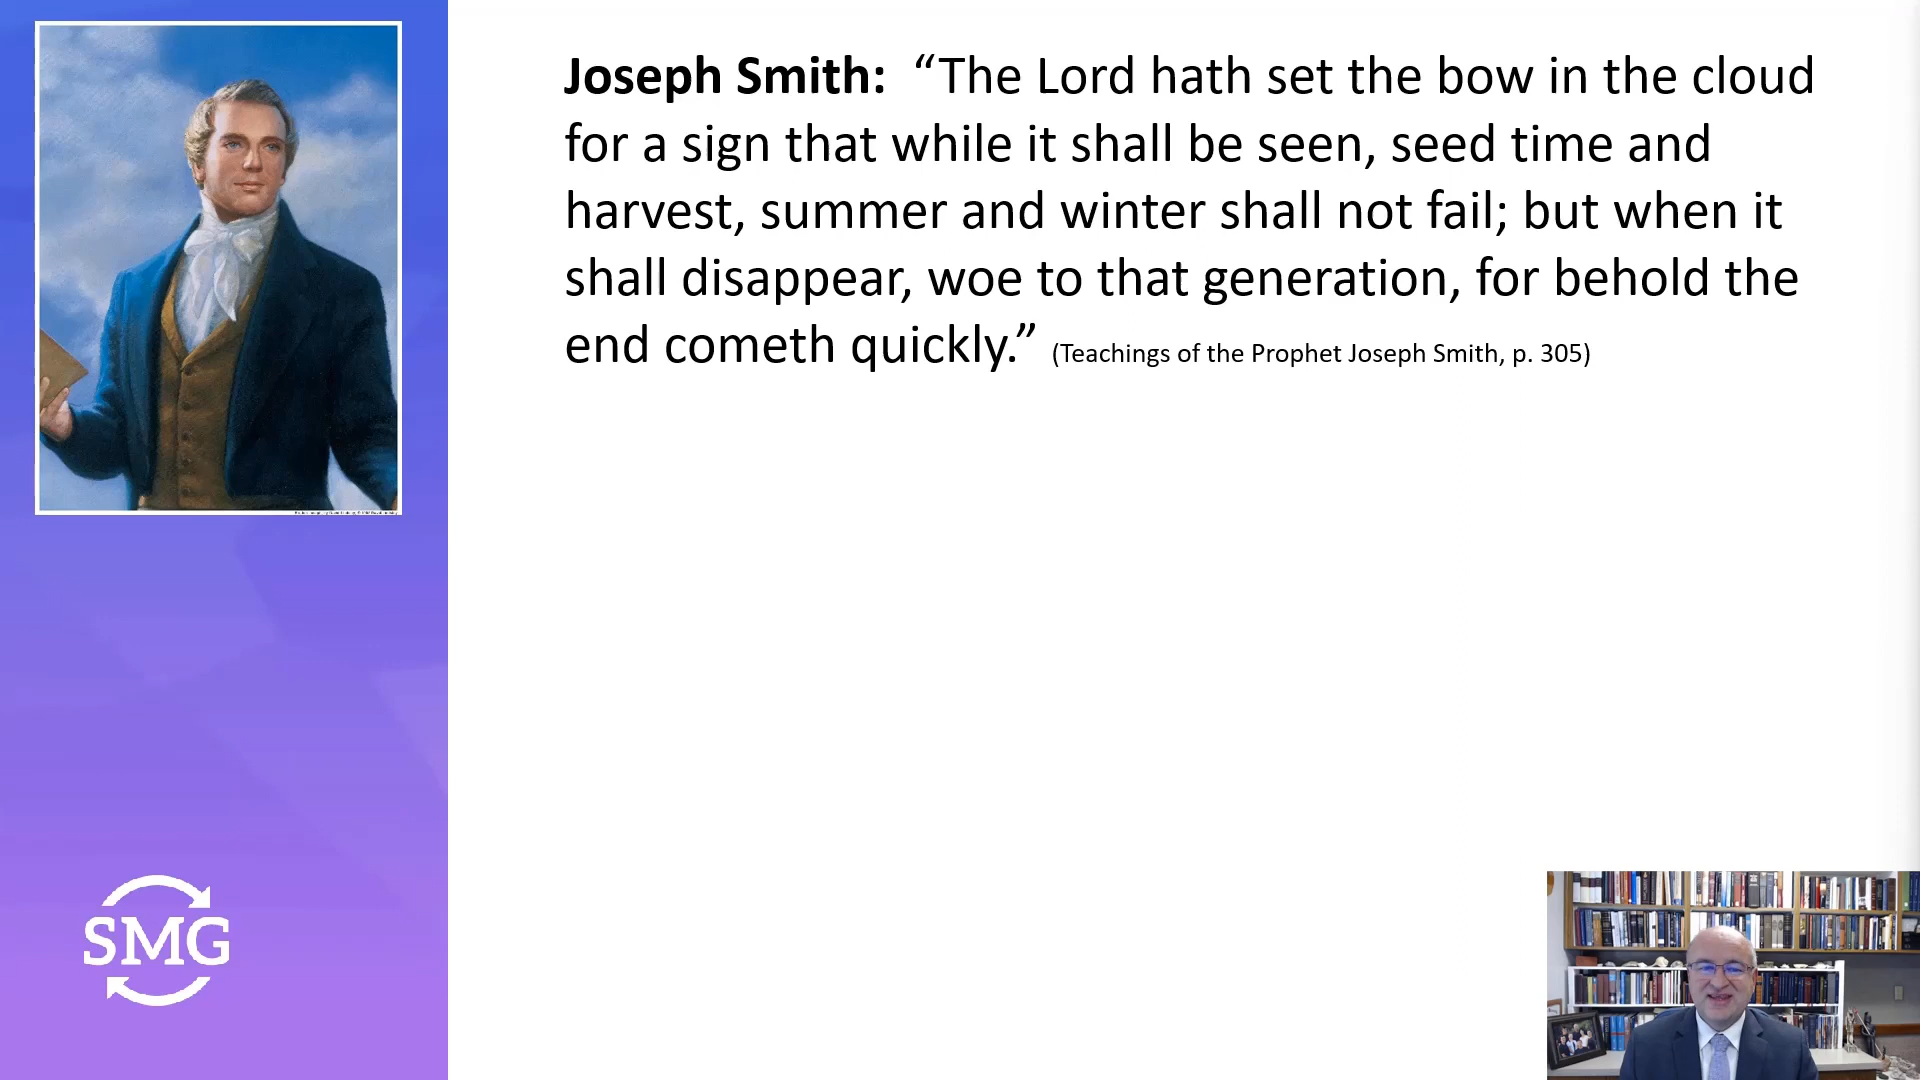 Joseph Smith: “The Lord hath set the bow in the cloud
for a sign that while it shall be seen, seed time and
harvest, summer and winter shall not fail; but when it
shall disappear, woe to that generation, for behold the
end cometh quickly.” (Teachings of the Prophet Joseph Smith, p. 305)
SMG